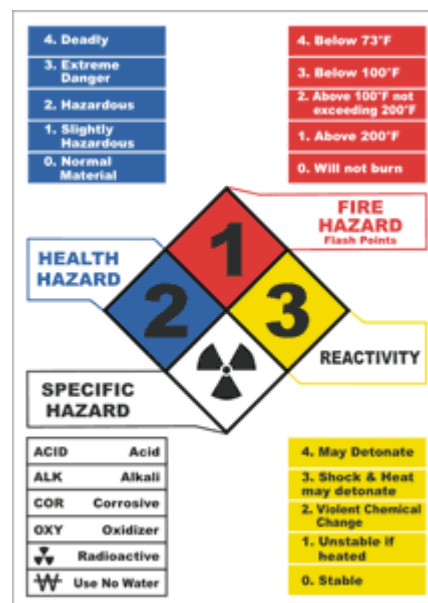 4. Deadly
3. Extreme
Danger
2. Hazardous
1. Slightly
Hazardous
0. Normal
Material
4. Below 73°F
3. Below 100°F
2. Above 100°F not
exceeding 200°F
1. Above 200°F
0. Will not burn
FIRE
HAZARD
Flash Points
HEALTH
HAZARD
1
2
3
REACTIVITY
SPECIFIC
HAZARD
ACID Acid
ALK Alkali
COR Corrosive
OXY Oxidizer
Radioactive
W Use No Water
4. May Detonate
3. Shock & Heat
may detonate
2. Violent Chemical
Change
1. Unstable if
heated
0. Stable